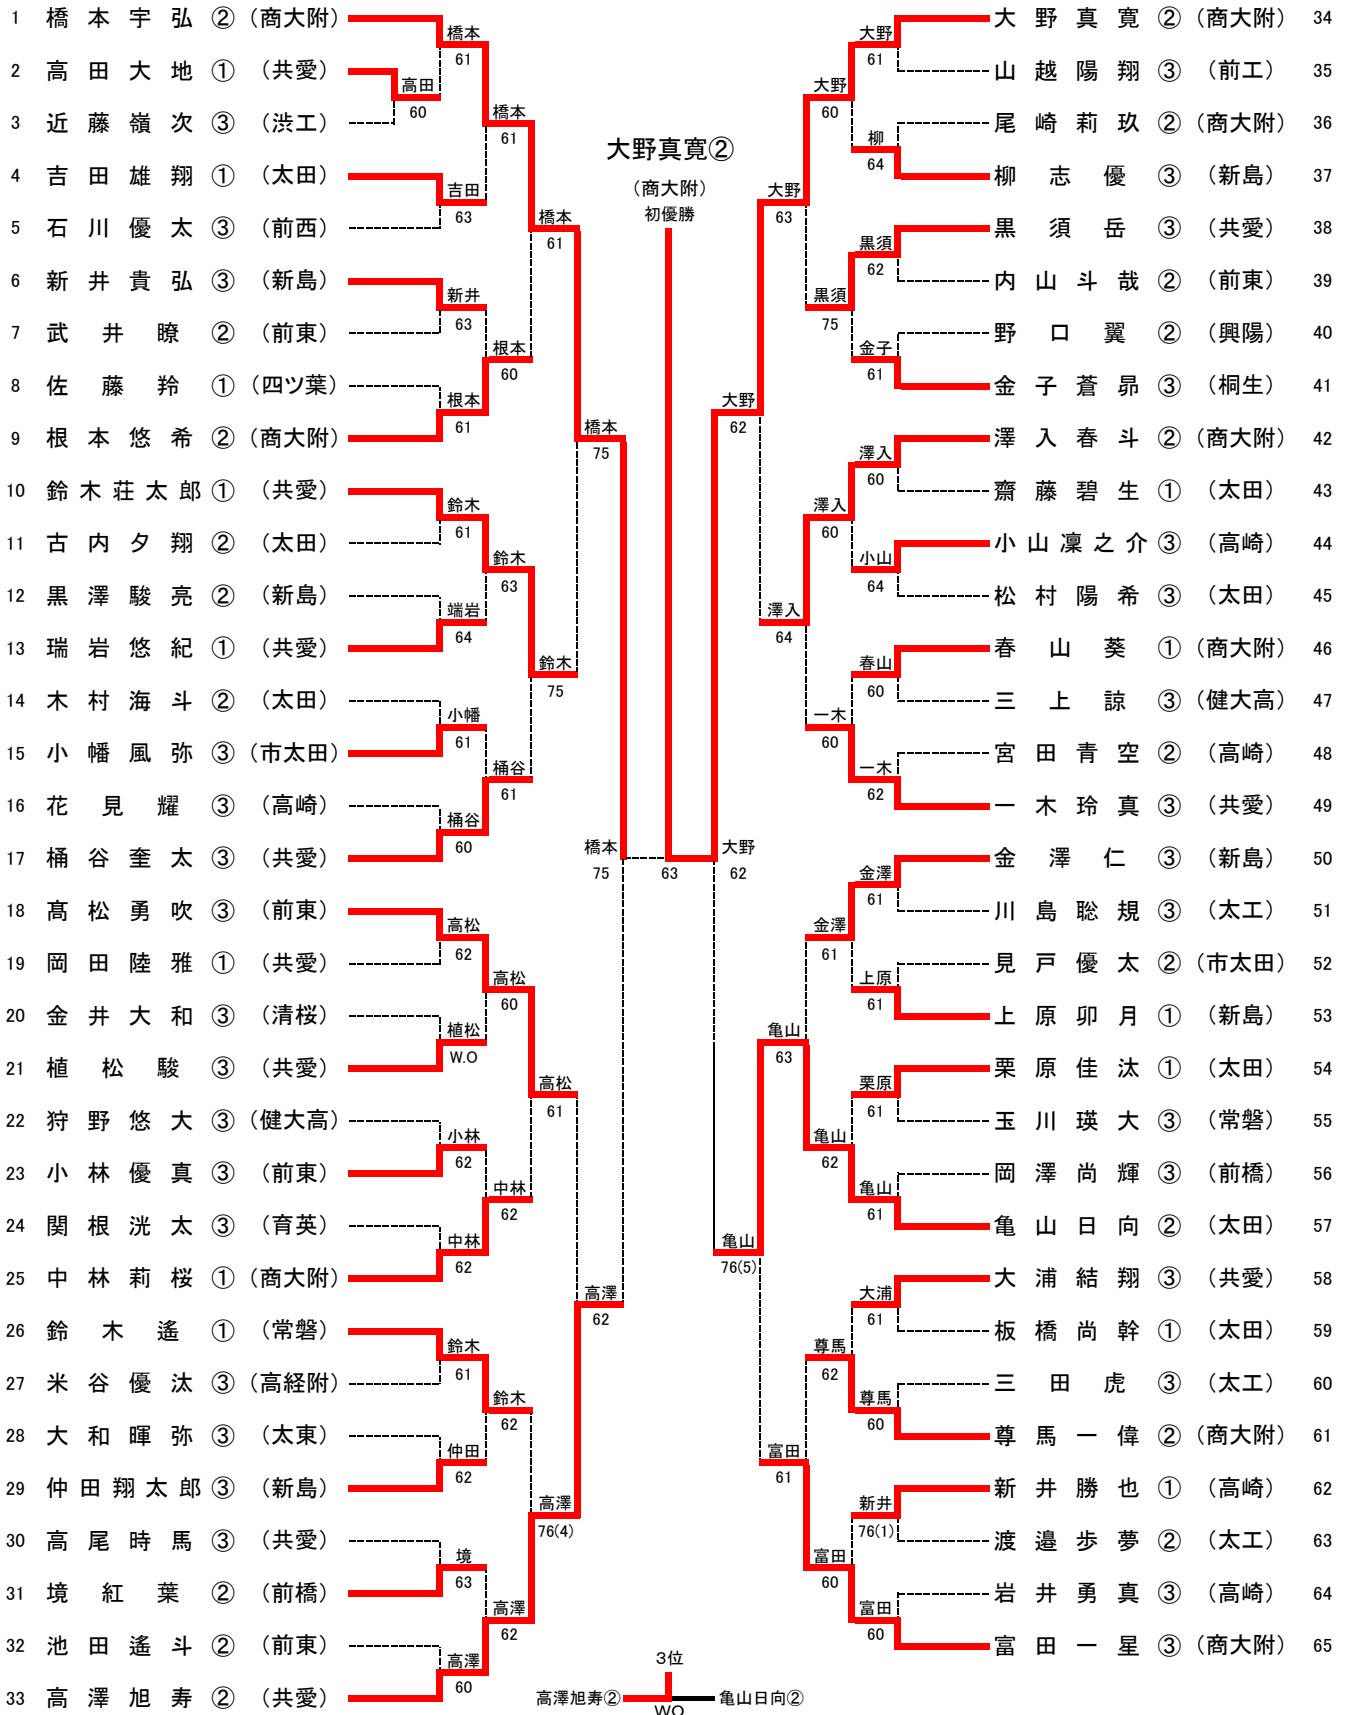 1 橋本宇弘 ② (商大附)
2 高田大地 ① (共愛)
3 近藤嶺次 ③ (渋工)
4 吉田雄翔 ① (太田)
5 石川優太 ③ (前西)
6 新井貴弘 ③ (新島)
7 武井瞭 ② (前東)
8 佐藤羚 ① (四ツ葉)
9 根本悠希 ② (商大附)
10 鈴木荘太郎 ① (共愛)
11 古内夕翔 ② (太田)
12 黒澤駿亮 ② (新島)
13 瑞岩悠紀 ① (共愛)
14 木村海斗 ② (太田)
15 小幡風弥 ③ (市太田)
16 花見耀 ③ (高崎)
17 桶谷奎太 ③ (共愛)
18 髙松勇吹 ③ (前東)
19 岡田陸雅 ① (共愛)
20 金井大和 ③ (清桜)
21 植松駿 ③ (共愛)
22 狩野悠大 ③ (健大高)
23 小林優真 ③ (前東)
24 関根洸太 ③ (育英)
25 中林莉桜 ① (商大附)
26 鈴木遙 ① (常磐)
27 米谷優汰 ③ (高経附)
28 大和暉弥 ③ (太東)
29 仲田翔太郎 ③ (新島)
30 高尾時馬 ③ (共愛)
31 境紅葉 ② (前橋)
32 池田遙斗 ② (前東)
33 高澤旭寿 ② (共愛)
橋本
61
高田
60
吉田
63
新井
63
根本
61
鈴木
61
端岩
64
小幡
61
桶谷
60
高松
62
植松
W.O
小林
62
中林
62
鈴木
61
仲田
62
境
63
高澤
60
橋本
61
根本
60
鈴木
63
桶谷
61
高松
60
中林
62
鈴木
62
高澤
62
橋本
61
鈴木
75
高松
61
高澤
76(4)
橋本
75
高澤
62
橋本
75
大野真寛②
(商大附)
初優勝
63
大野
62
大野
62
亀山
76(5)
大野
63
澤入
64
亀山
63
富田
61
大野
60
黒須
75
澤入
60
一木
60
金澤
61
亀山
62
尊馬
62
富田
60
大野
61
柳
64
黒須
62
金子
61
澤入
60
小山
64
春山
60
一木
62
金澤
61
上原
61
栗原
61
亀山
61
大浦
61
尊馬
60
新井
76(1)
富田
60
大野真寛 ② (商大附) 34
山越陽翔 ③ (前工) 35
尾崎莉玖 ② (商大附) 36
柳志優 ③ (新島) 37
黒須岳 ③ (共愛) 38
内山斗哉 ② (前東) 39
野口翼 ② (興陽) 40
金子蒼昴 ③ (桐生) 41
澤入春斗 ② (商大附) 42
齋藤碧生 ① (太田) 43
小山凜之介 ③ (高崎) 44
松村陽希 ③ (太田) 45
春山葵 ① (商大附) 46
三上諒 ③ (健大高) 47
宮田青空 ② (高崎) 48
一木玲真 ③ (共愛) 49
金澤仁 ③ (新島) 50
川島聡規 ③ (太工) 51
見戸優太 ② (市太田) 52
上原卯月 ① (新島) 53
栗原佳汰 ① (太田) 54
玉川瑛大 ③ (常磐) 55
岡澤尚輝 ③ (前橋) 56
亀山日向 ② (太田) 57
大浦結翔 ③ (共愛) 58
板橋尚幹 ① (太田) 59
三田虎 ③ (太工) 60
尊馬一偉 ② (商大附) 61
新井勝也 ① (高崎) 62
渡邉歩夢 ② (太工) 63
岩井勇真 ③ (高崎) 64
富田一星 ③ (商大附) 65
3位
高澤旭寿② 亀山日向②
WO